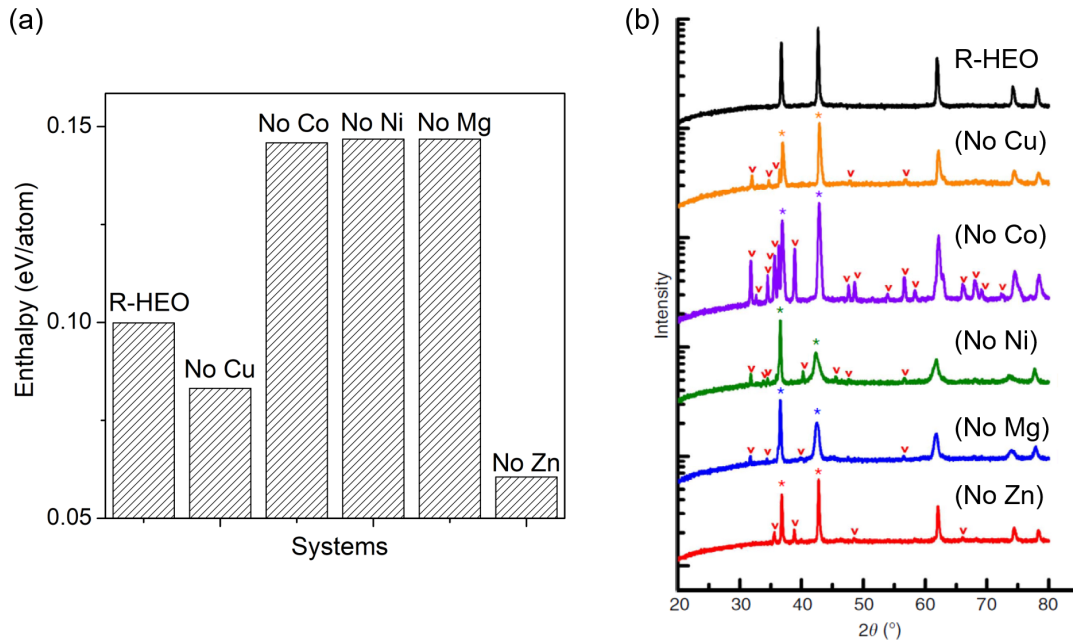 (a)
Enthalpy (eV/atom)
0.15
0.10
0.05
R-HEO
No Cu
No Co
No Ni
No Mg
No Zn
Systems
(b)
Intensity
R-HEO
*
*
(No Cu)
v
v
v
v
v
*
*
(No Co)
v
v
v
v
v
v
v
v
v
v
v
v
v
*
*
(No Ni)
v
v
v
v
v
v
v
*
*
(No Mg)
v
v
v
v
*
*
(No Zn)
v
v
v
v
20 30 40 50 60 70 80
2θ (°)